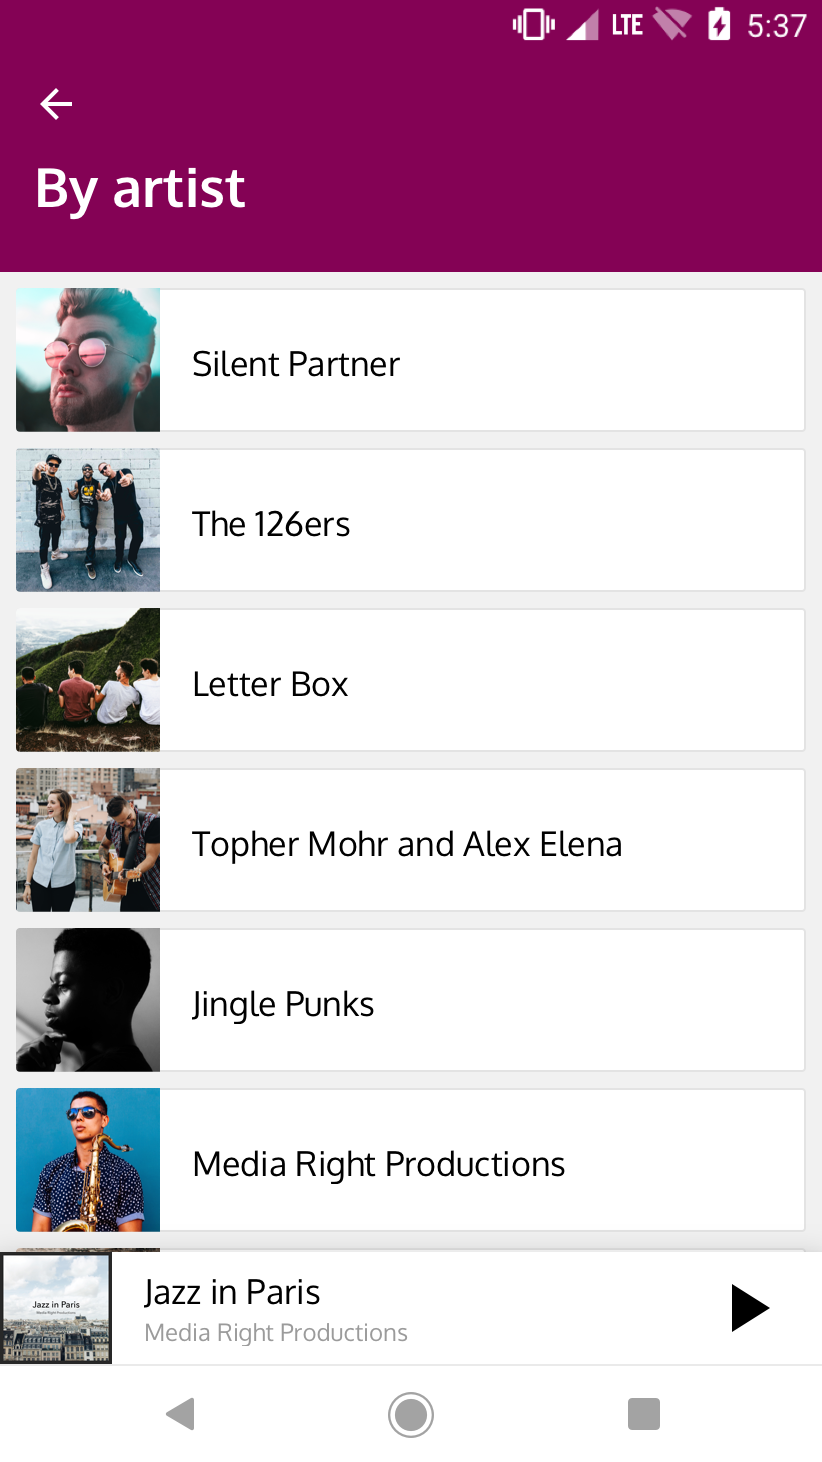 LTE 5:37
By artist
Silent Partner
The 126ers
Letter Box
Topher Mohr and Alex Elena
Jingle Punks
Media Right Productions
Jazz in Paris
Media Right Productions
Jazz in Paris
Media Right Productions